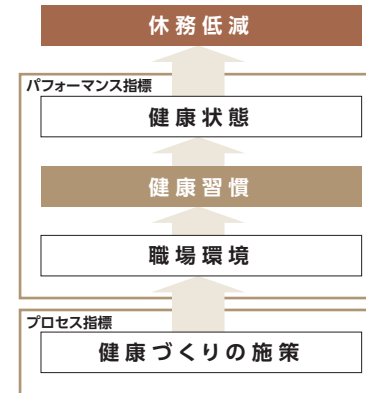 休務低減
パフォーマンス指標
健康状態
健康習慣
職場環境
プロセス指標
健康づくりの施策